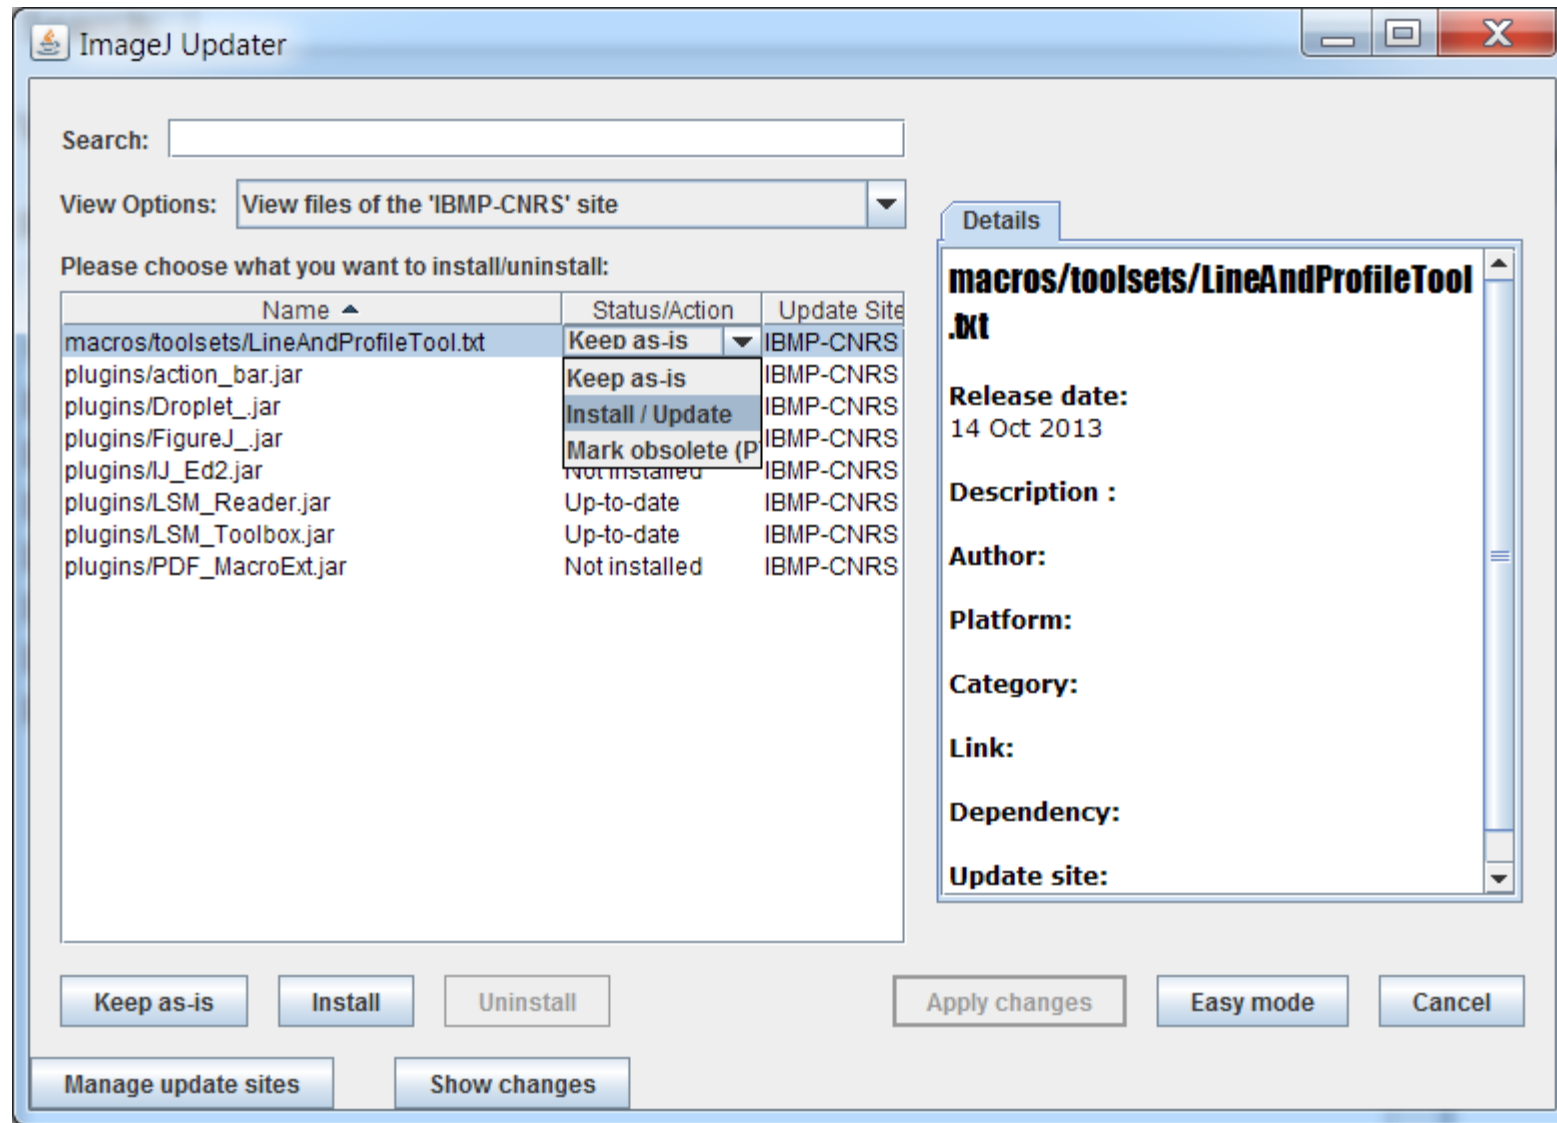 ImageJ Updater
Search:
View Options: View files of the 'IBMP-CNRS' site
Please choose what you want to install/uninstall:
Name Status/Action Update Site
macros/toolsets/LineAndProfileTool.txt Keep as-is IBMP-CNRS
plugins/action_bar.jar Keep as-is IBMP-CNRS
plugins/Droplet_.jar Install / Update IBMP-CNRS
plugins/FigureJ_.jar Mark obsolete (P IBMP-CNRS
plugins/IJ_Ed2.jar Not installed IBMP-CNRS
plugins/LSM_Reader.jar Up-to-date IBMP-CNRS
plugins/LSM_Toolbox.jar Up-to-date IBMP-CNRS
plugins/PDF_MacroExt.jar Not installed IBMP-CNRS
Details
macros/toolsets/LineAndProfileTool
.txt
Release date:
14 Oct 2013
Description :
Author:
Platform:
Category:
Link:
Dependency:
Update site:
Keep as-is Install Uninstall Apply changes Easy mode Cancel
Manage update sites Show changes